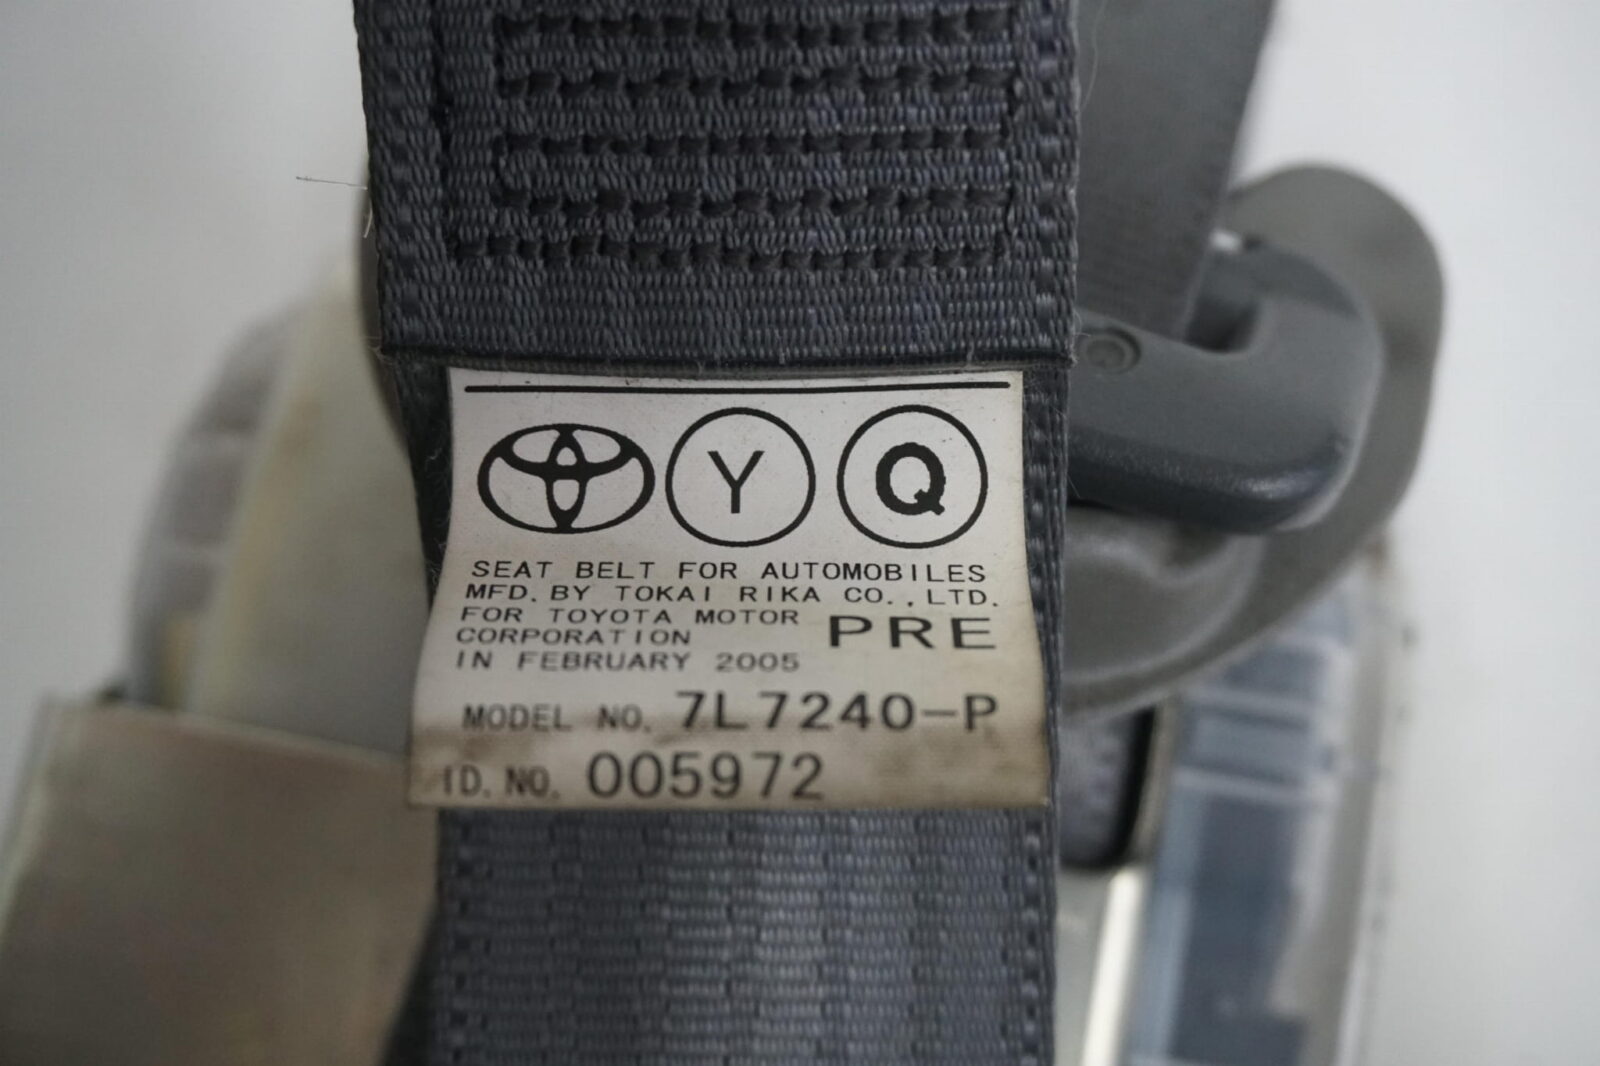 Y Q
SEAT BELT FOR AUTOMOBILES
MFD. BY TOKAI RIKA CO., LTD.
FOR TOYOTA MOTOR
CORPORATION PRE
IN FEBRUARY 2005
MODEL NO. 7L7240-P
ID. NO. 005972